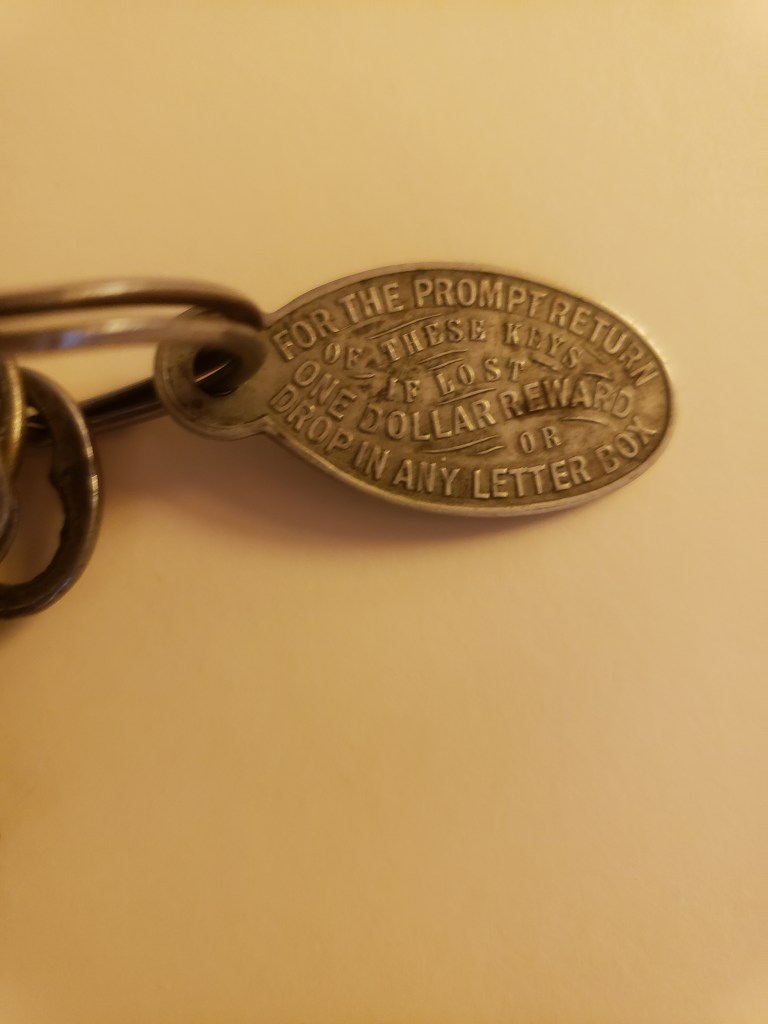 FOR THE PROMPT RETURN
OF THESE KEYS
IF LOST
ONE DOLLAR REWARD
OR
DROP IN ANY LETTER BOX